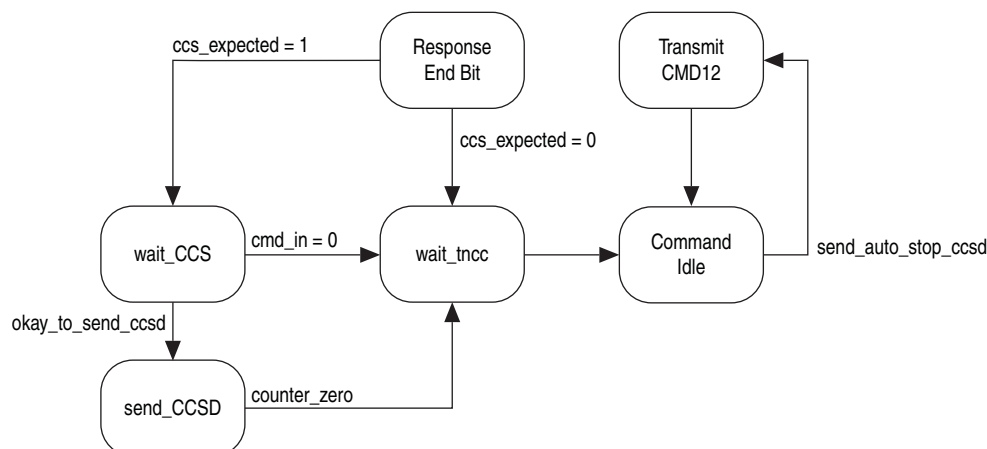 ccs_expected = 1
Response
End Bit
Transmit
CMD12
ccs_expected = 0
wait_CCS
cmd_in = 0
wait_tncc
Command
Idle
send_auto_stop_ccsd
okay_to_send_ccsd
send_CCSD
counter_zero